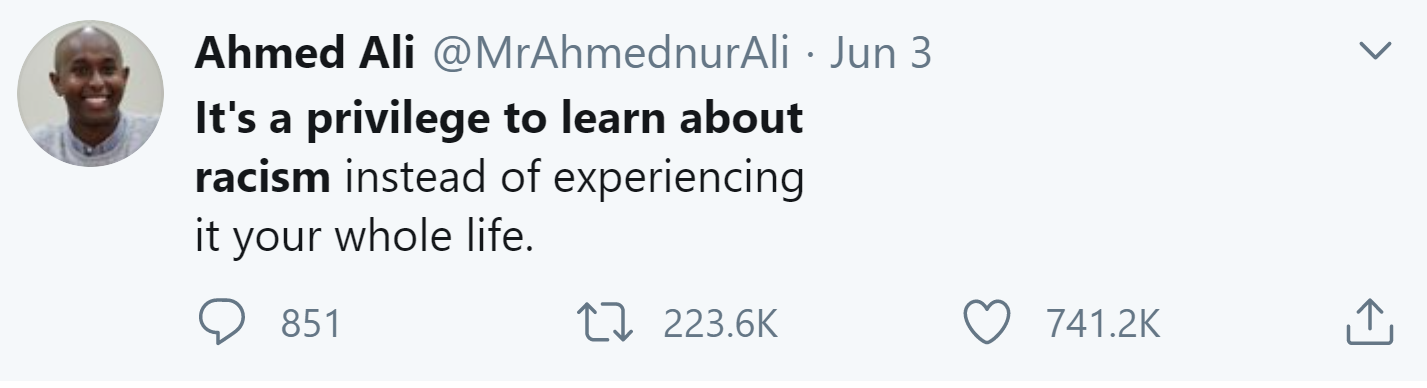 Ahmed Ali @MrAhmednurAli · Jun 3
It's a privilege to learn about
racism instead of experiencing
it your whole life.
851 223.6K 741.2K